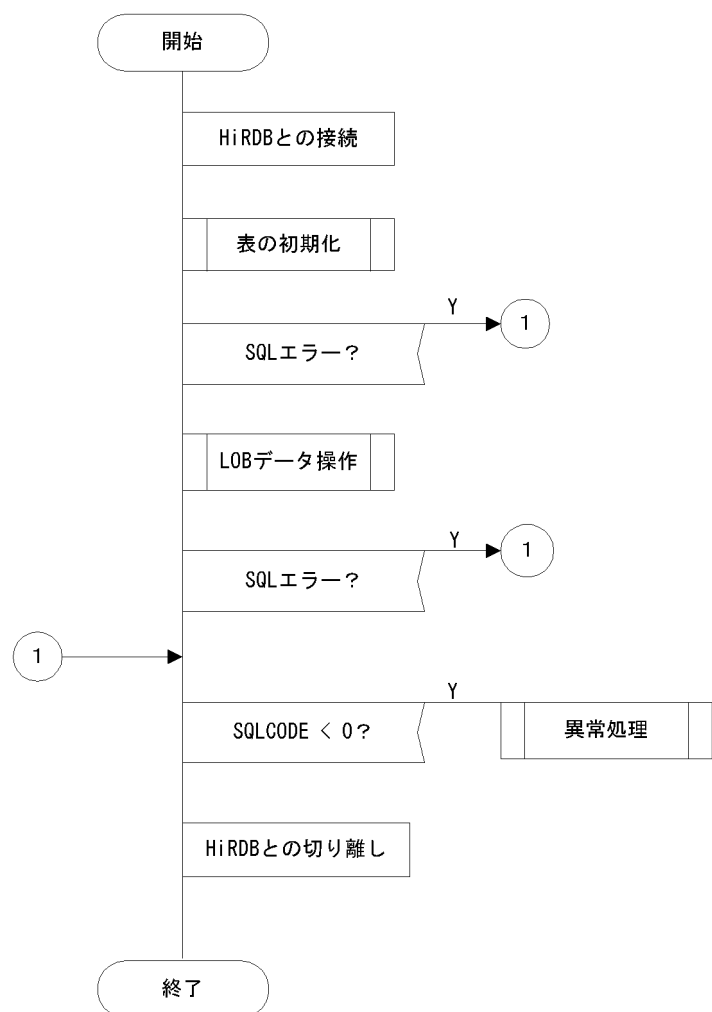 開始
HiRDBとの接続
表の初期化
Y
1
SQLエラー？
LOBデータ操作
Y
1
SQLエラー？
1
Y
SQLCODE < 0？
異常処理
HiRDBとの切り離し
終了